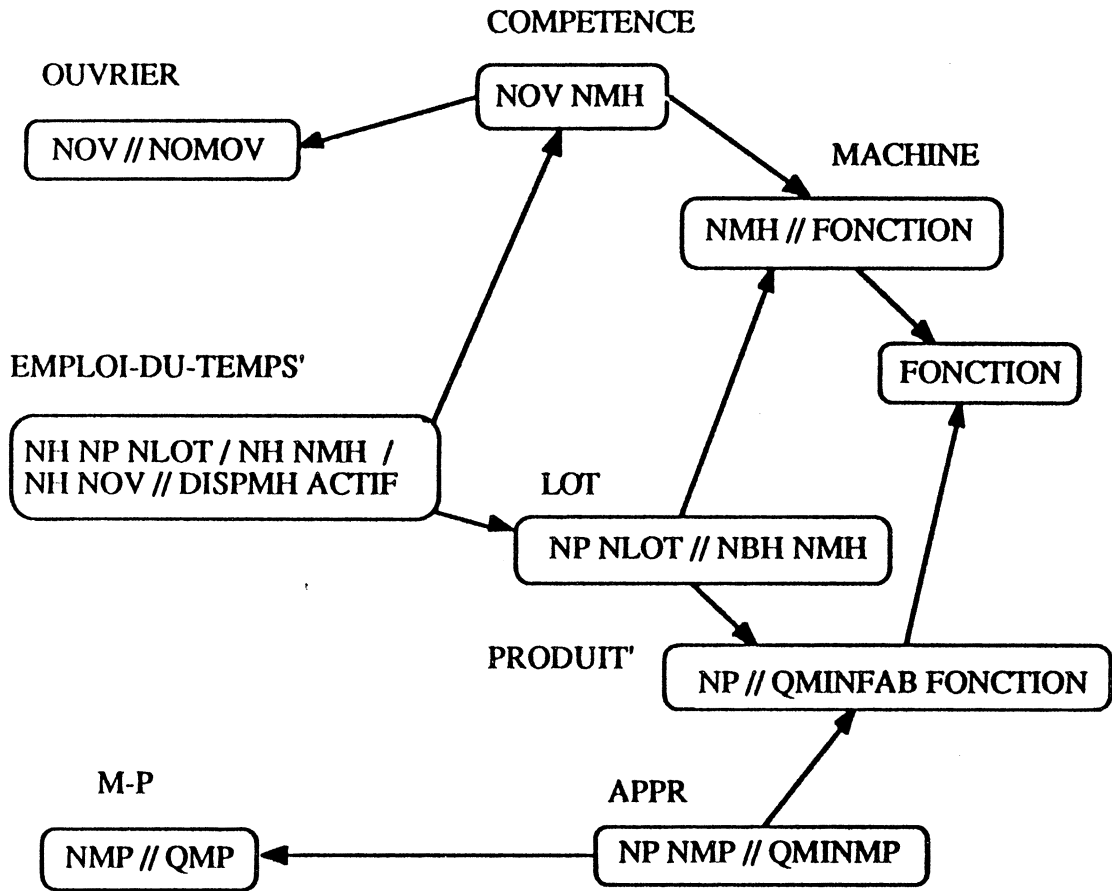 COMPETENCE
OUVRIER
NOV NMH
NOV // NOMOV
MACHINE
NMH // FONCTION
EMPLOI-DU-TEMPS'
FONCTION
NH NP NLOT / NH NMH /
NH NOV // DISPMH ACTIF
LOT
NP NLOT // NBH NMH
PRODUIT'
NP // QMINFAB FONCTION
M-P
APPR
NMP // QMP
NP NMP // QMINMP